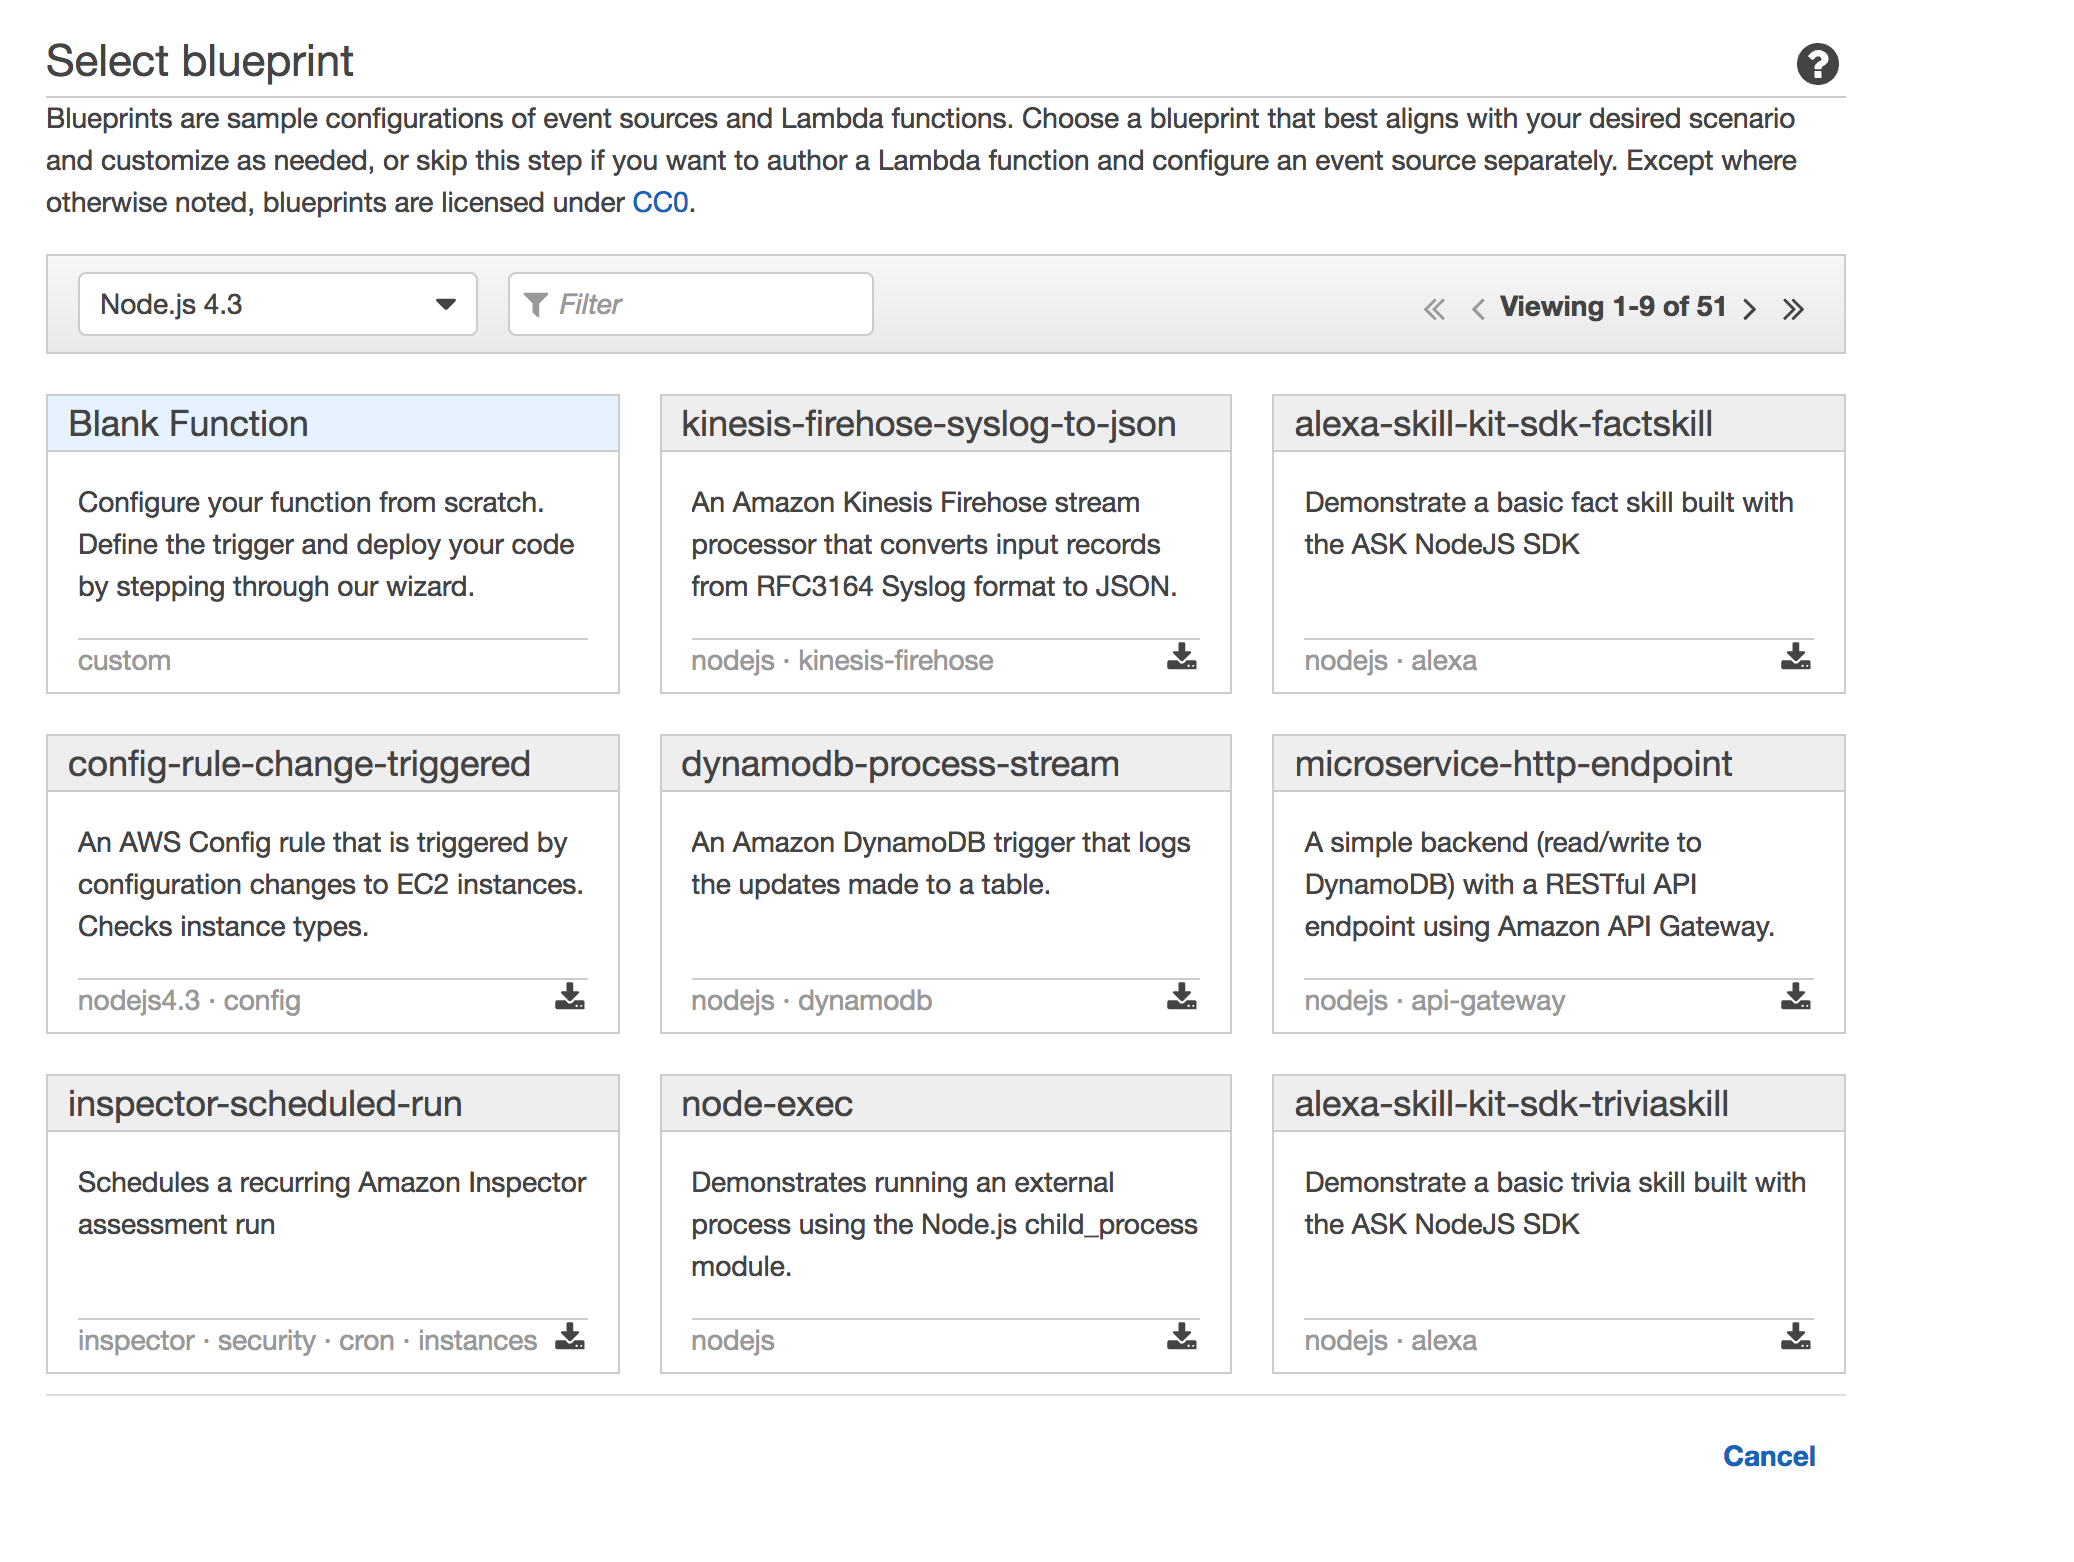 Select blueprint
Blueprints are sample configurations of event sources and Lambda functions. Choose a blueprint that best aligns with your desired scenario
and customize as needed, or skip this step if you want to author a Lambda function and configure an event source separately. Except where
otherwise noted, blueprints are licensed under CC0.
Node.js 4.3
Filter
« ‹ Viewing 1-9 of 51 › »
Blank Function
Configure your function from scratch.
Define the trigger and deploy your code
by stepping through our wizard.
custom
kinesis-firehose-syslog-to-json
An Amazon Kinesis Firehose stream
processor that converts input records
from RFC3164 Syslog format to JSON.
nodejs · kinesis-firehose
alexa-skill-kit-sdk-factskill
Demonstrate a basic fact skill built with
the ASK NodeJS SDK
nodejs · alexa
config-rule-change-triggered
An AWS Config rule that is triggered by
configuration changes to EC2 instances.
Checks instance types.
nodejs4.3 · config
dynamodb-process-stream
An Amazon DynamoDB trigger that logs
the updates made to a table.
nodejs · dynamodb
microservice-http-endpoint
A simple backend (read/write to
DynamoDB) with a RESTful API
endpoint using Amazon API Gateway.
nodejs · api-gateway
inspector-scheduled-run
Schedules a recurring Amazon Inspector
assessment run
inspector · security · cron · instances
node-exec
Demonstrates running an external
process using the Node.js child_process
module.
nodejs
alexa-skill-kit-sdk-triviaskill
Demonstrate a basic trivia skill built with
the ASK NodeJS SDK
nodejs · alexa
Cancel